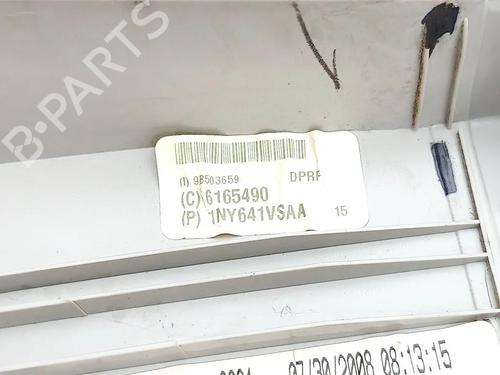 B-PARTS
(I) 98503659 DPRF
(C) 6165490
(P) 1NY641VSAA 15
07/30/2008 08:13:15